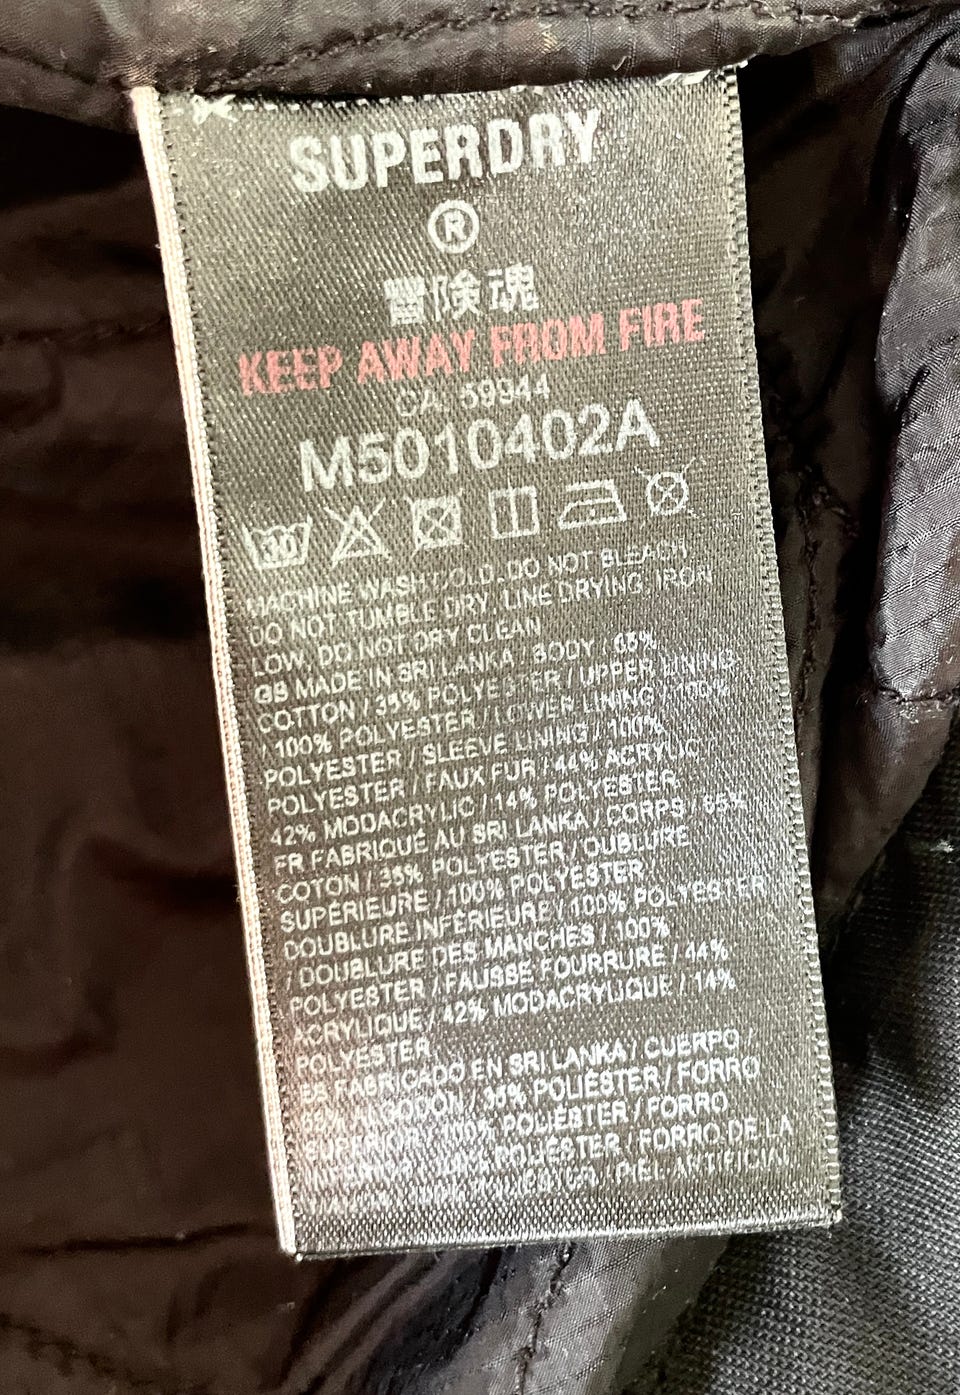 SUPERDRY
®
冒険魂
KEEP AWAY FROM FIRE
CA. 59944
M5010402A
30
MACHINE WASH COLD. DO NOT BLEACH
DO NOT TUMBLE DRY. LINE DRYING. IRON
LOW. DO NOT DRY CLEAN
GB MADE IN SRI LANKA / BODY / 65%
COTTON / 35% POLYESTER / UPPER LINING
/ 100% POLYESTER / LOWER LINING / 100%
POLYESTER / SLEEVE LINING / 100%
POLYESTER / FAUX FUR / 44% ACRYLIC /
42% MODACRYLIC / 14% POLYESTER
FR FABRIQUÉ AU SRI LANKA / CORPS / 65%
COTON / 35% POLYESTER / OUBLURE
SUPÉRIEURE / 100% POLYESTER
DOUBLURE INFÉRIEURE / 100% POLYESTER
/ DOUBLURE DES MANCHES / 100%
POLYESTER / FAUSSE FOURRURE / 44%
ACRYLIQUE / 42% MODACRYLIQUE / 14%
POLYESTER
ES FABRICADO EN SRI LANKA / CUERPO /
65% ALGODÓN / 35% POLIÉSTER / FORRO
SUPERIOR / 100% POLIÉSTER / FORRO
POLIÉSTER / FORRO DE LA
PIEL ARTIFICIAL